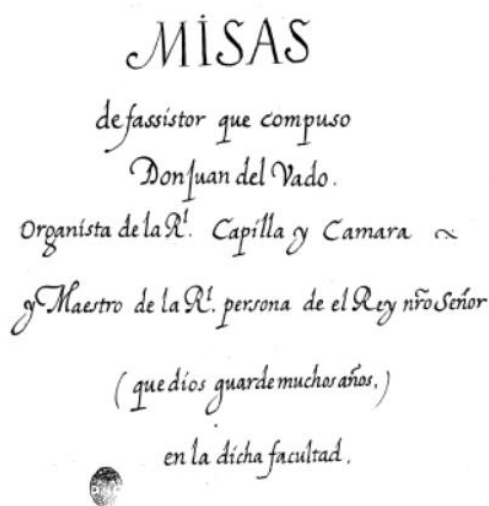 MISAS
de fassistor que compuso
Don Juan del Vado.
Organista de la Rl. Capilla y Camara ~
y Maestro de la Rl. persona de el Rey nr̃o Señor
(que dios guarde muchos años,)
en la dicha facultad.